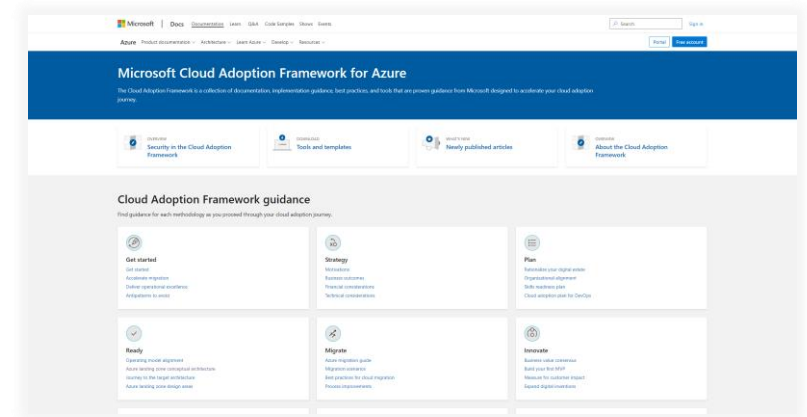 Microsoft | Docs Documentation Learn Q&A Code Samples Shows Events
Search Sign in
Azure Product documentation Architecture Learn Azure Develop Resources
Portal Free account
Microsoft Cloud Adoption Framework for Azure
The Cloud Adoption Framework is a collection of documentation, implementation guidance, best practices, and tools that are proven guidance from Microsoft designed to accelerate your cloud adoption
journey.
OVERVIEW
Security in the Cloud Adoption
Framework
DOWNLOAD
Tools and templates
WHAT'S NEW
Newly published articles
OVERVIEW
About the Cloud Adoption
Framework
Cloud Adoption Framework guidance
Find guidance for each methodology as you proceed through your cloud adoption journey.
Get started
Get started
Accelerate migration
Deliver operational excellence
Antipatterns to avoid
Strategy
Motivations
Business outcomes
Financial considerations
Technical considerations
Plan
Rationalize your digital estate
Organizational alignment
Skills readiness plan
Cloud adoption plan for DevOps
Ready
Operating model alignment
Azure landing zone conceptual architecture
Journey to the target architecture
Azure landing zone design areas
Migrate
Azure migration guide
Migration scenarios
Best practices for cloud migration
Process improvements
Innovate
Business value consensus
Build your first MVP
Measure for customer impact
Expand digital inventions